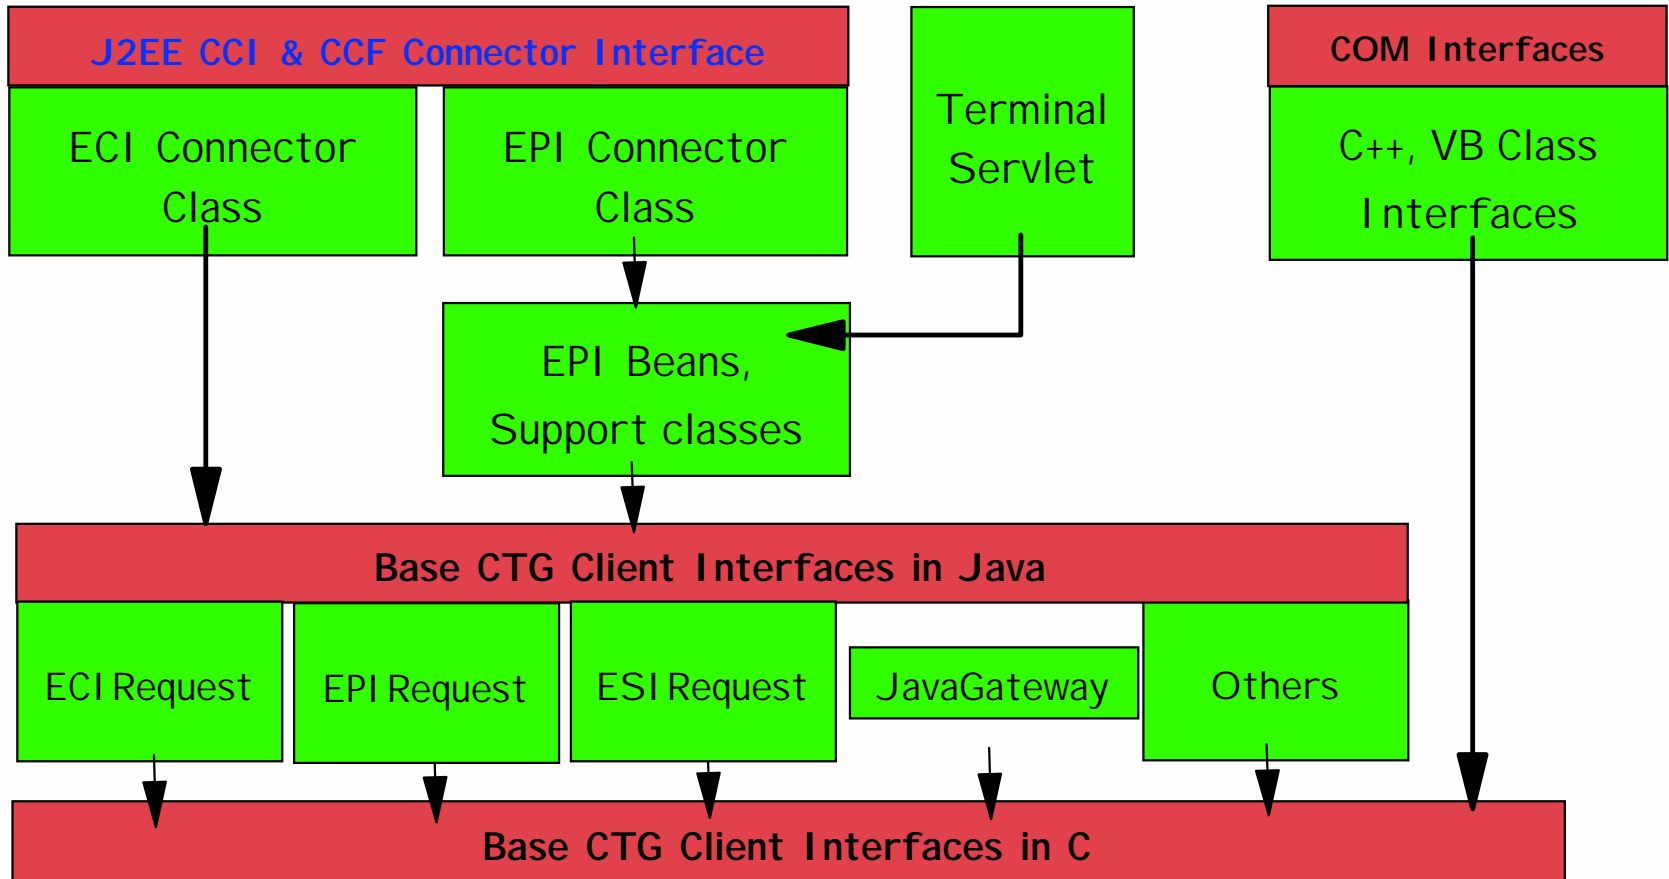 J2EE CCI & CCF Connector Interface
COM Interfaces
ECI Connector
Class
EPI Connector
Class
Terminal
Servlet
C++, VB Class
Interfaces
EPI Beans,
Support classes
Base CTG Client Interfaces in Java
ECIRequest
EPIRequest
ESIRequest
JavaGateway
Others
Base CTG Client Interfaces in C